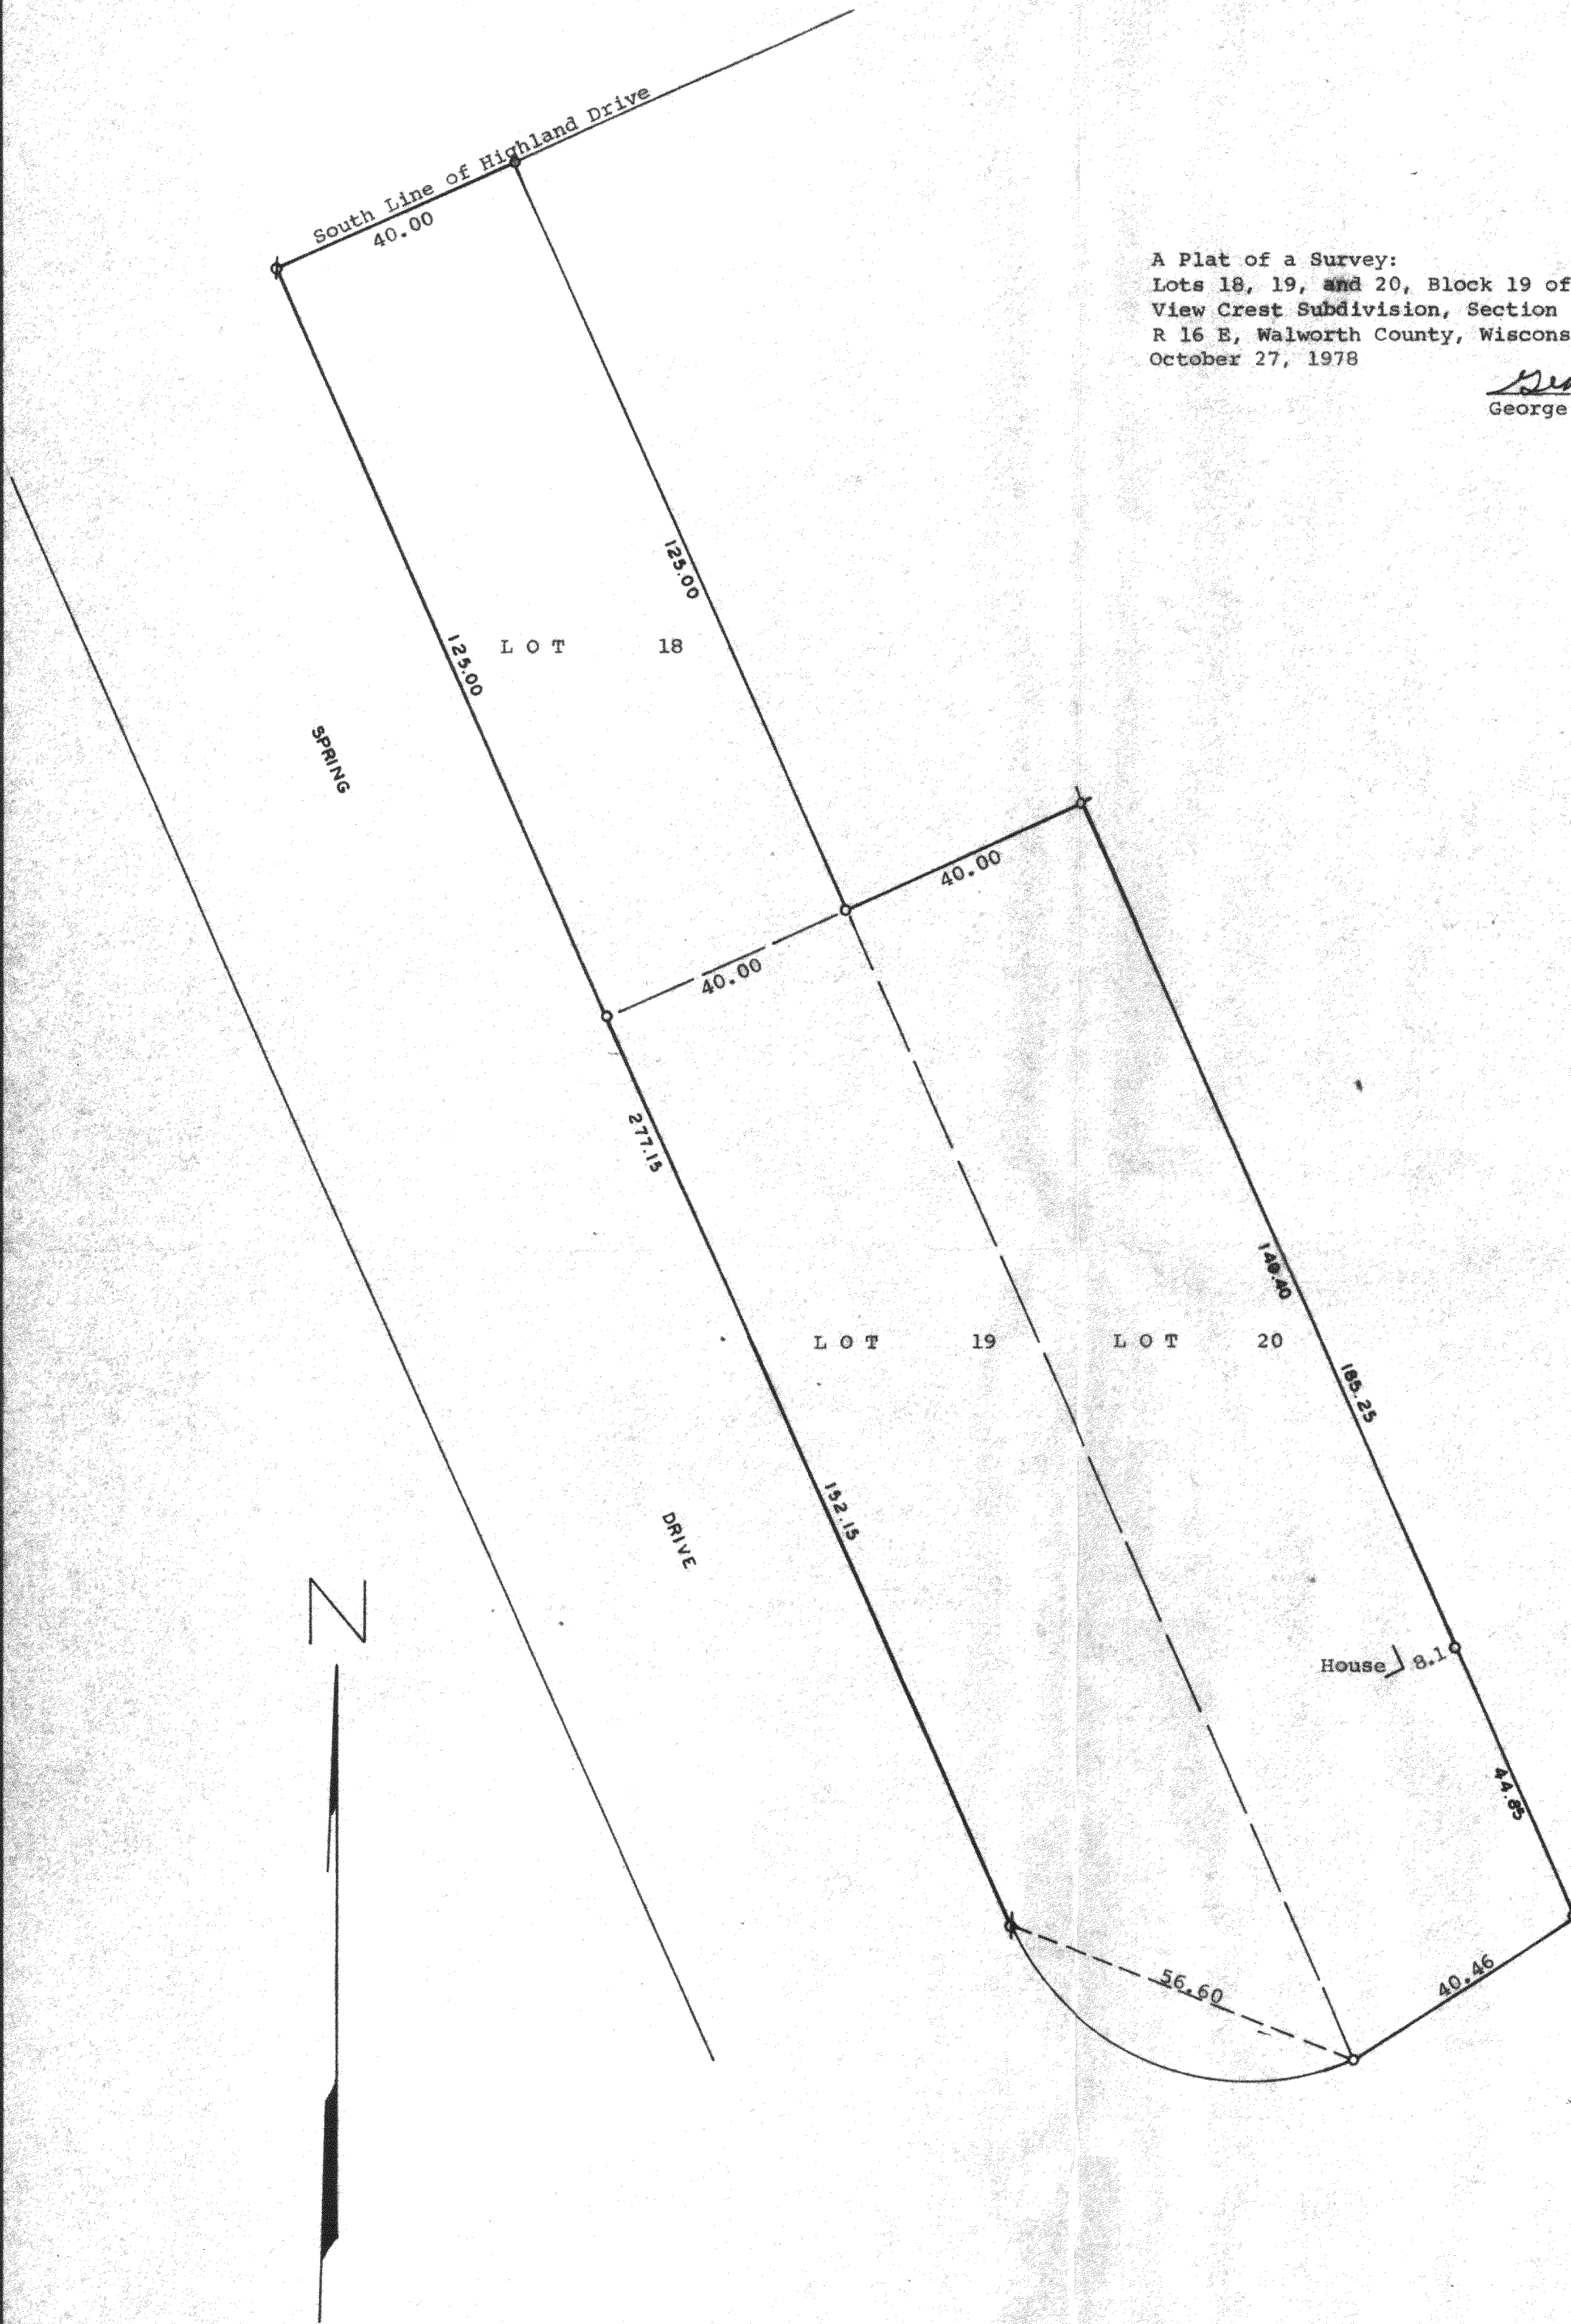 South Line of Highland Drive
40.00
A Plat of a Survey:
Lots 18, 19, and 20, Block 19 of
View Crest Subdivision, Section
R 16 E, Walworth County, Wiscons
October 27, 1978
George
125.00
125.00
LOT 18
SPRING
40.00
40.00
277.15
140.40
LOT 19
LOT 20
185.25
152.15
DRIVE
N
House 8.1
44.85
56.60
40.46